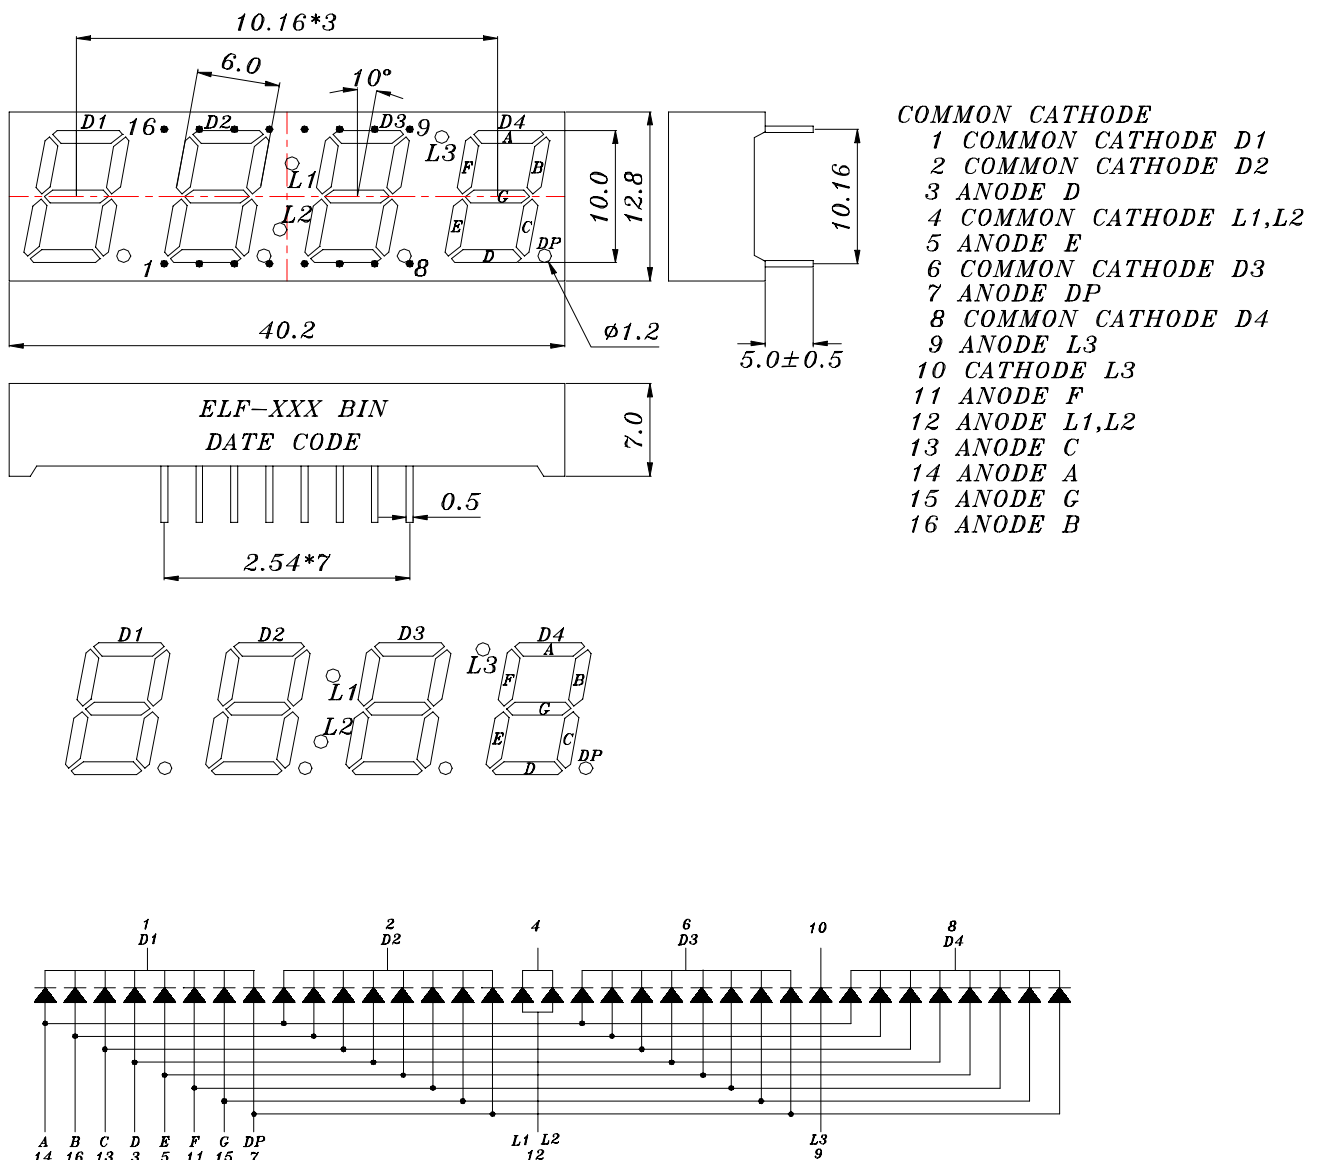 10.16*3
6.0
10°
D1
16
D2
D3
9
D4
L3
A
F
B
L1
G
L2
E
C
D
DP
1
8
10.0
12.8
40.2
ø1.2
10.16
5.0±0.5
COMMON CATHODE
1 COMMON CATHODE D1
2 COMMON CATHODE D2
3 ANODE D
4 COMMON CATHODE L1,L2
5 ANODE E
6 COMMON CATHODE D3
7 ANODE DP
8 COMMON CATHODE D4
9 ANODE L3
10 CATHODE L3
11 ANODE F
12 ANODE L1,L2
13 ANODE C
14 ANODE A
15 ANODE G
16 ANODE B
ELF-XXX BIN
DATE CODE
7.0
0.5
2.54*7
D1
D2
D3
D4
L3
A
F
B
L1
G
L2
E
C
D
DP
1
2
4
6
10
8
D1
D2
D3
D4
A B C D E F G DP
L1 L2
L3
14 16 13 3 5 11 15 7
12
9